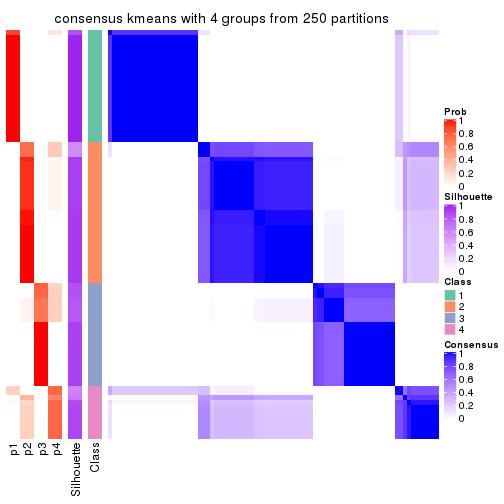 consensus kmeans with 4 groups from 250 partitions
Prob
1
0.8
0.6
0.4
0.2
0
Silhouette
1
0.8
0.6
0.4
0.2
0
Class
1
2
3
4
Consensus
1
0.8
0.6
0.4
0.2
0
p1
p2
p3
p4
Silhouette
Class